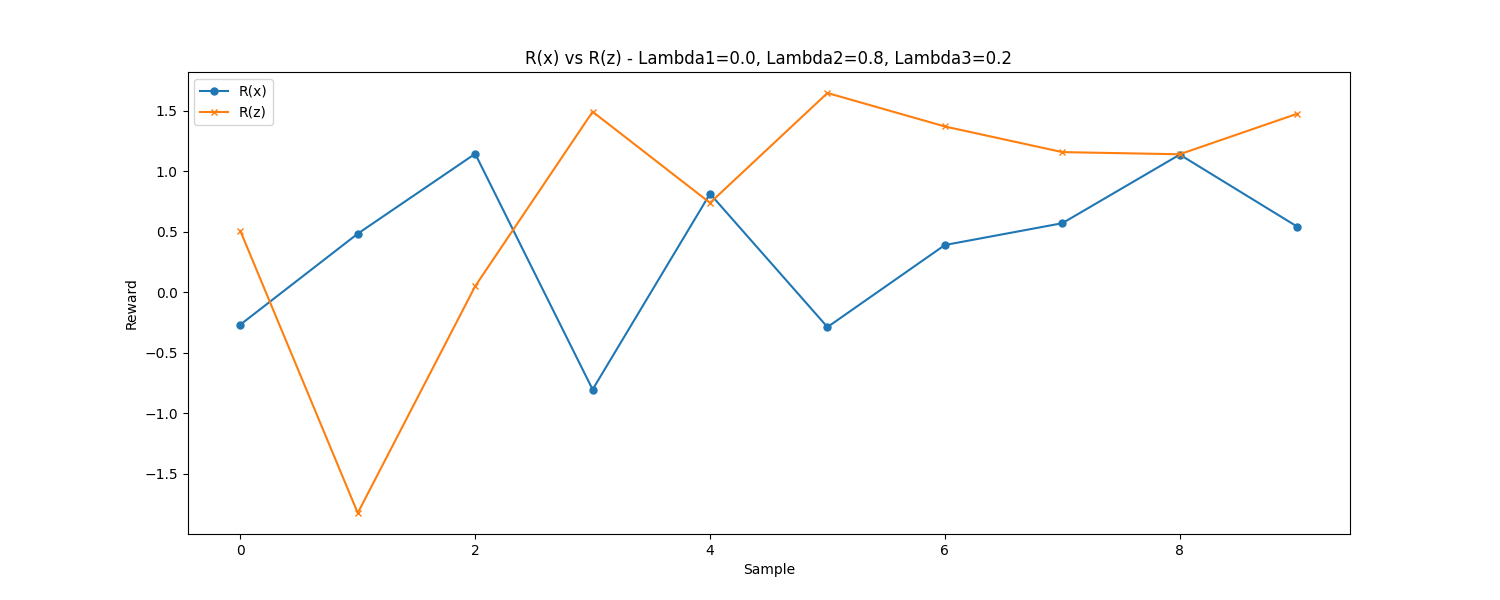 R(x) vs R(z) - Lambda1=0.0, Lambda2=0.8, Lambda3=0.2
R(x)
R(z)
1.5
1.0
0.5
0.0
−0.5
−1.0
−1.5
Reward
0 2 4 6 8
Sample